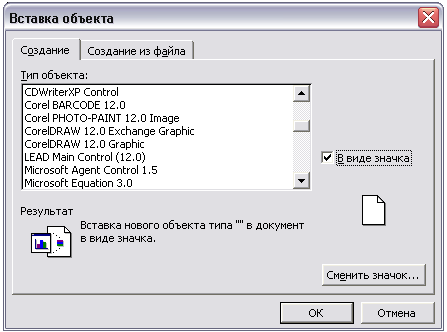 Вставка объекта
Создание
Создание из файла
Тип объекта:
CDWriterXP Control
Corel BARCODE 12.0
Corel PHOTO-PAINT 12.0 Image
CorelDRAW 12.0 Exchange Graphic
CorelDRAW 12.0 Graphic
LEAD Main Control (12.0)
Microsoft Agent Control 1.5
Microsoft Equation 3.0
В виде значка
Результат
Вставка нового объекта типа "" в документ
в виде значка.
Сменить значок...
OK
Отмена